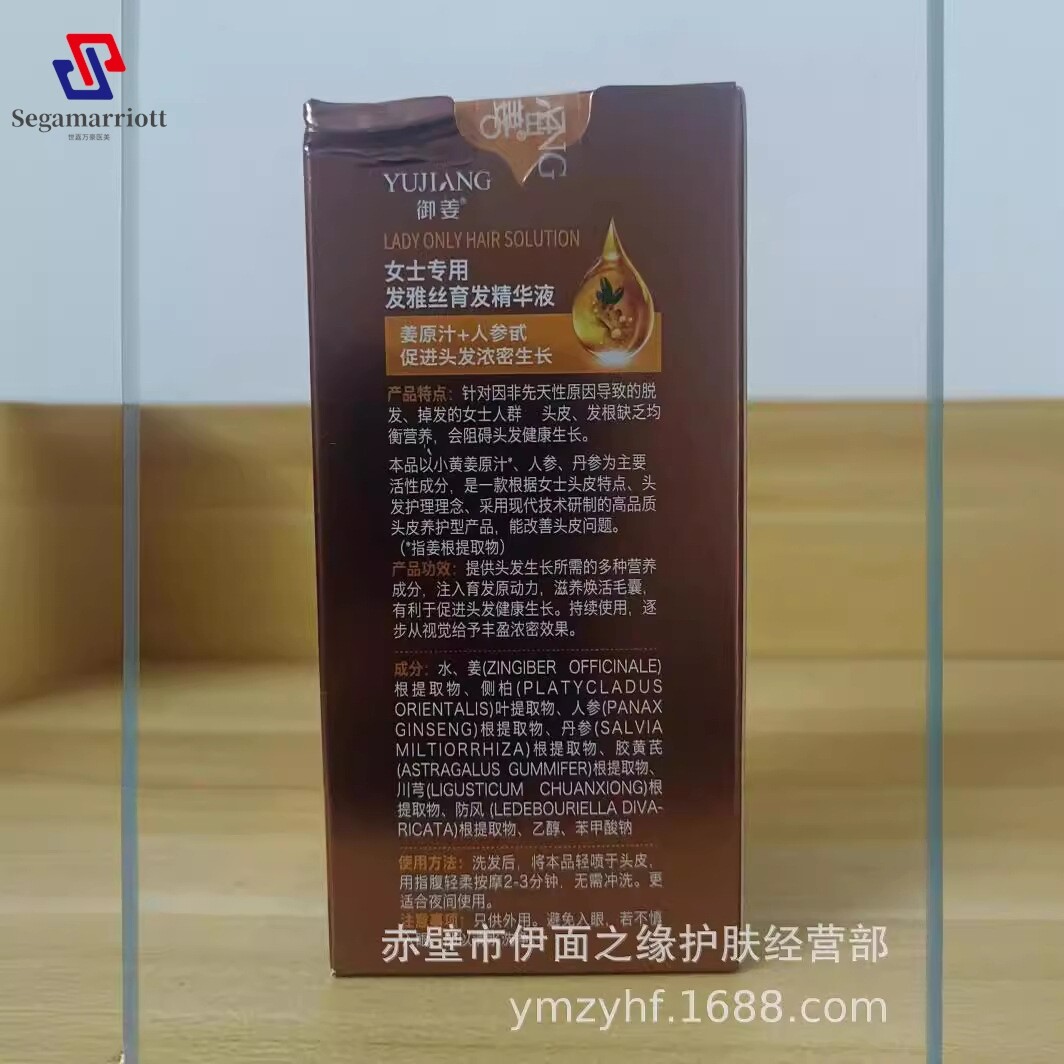 Segamarriott
世嘉万豪医美
YUJIANG
御姜®
LADY ONLY HAIR SOLUTION
女士专用
发雅丝育发精华液
姜原汁+人参贰
促进头发浓密生长
产品特点：针对因非先天性原因导致的脱
发、掉发的女士人群 头皮、发根缺乏均
衡营养，会阻碍头发健康生长。
本品以小黄姜原汁*、人参、丹参为主要
活性成分，是一款根据女士头皮特点、头
发护理理念、采用现代技术研制的高品质
头皮养护型产品，能改善头皮问题。
（*指姜根提取物）
产品功效：提供头发生长所需的多种营养
成分，注入育发原动力，滋养焕活毛囊，
有利于促进头发健康生长。持续使用，逐
步从视觉给予丰盈浓密效果。
成分：水、姜(ZINGIBER OFFICINALE)
根提取物、侧柏(PLATYCLADUS
ORIENTALIS)叶提取物、人参(PANAX
GINSENG)根提取物、丹参(SALVIA
MILTIORRHIZA)根提取物、胶黄芪
(ASTRAGALUS GUMMIFER)根提取物、
川芎(LIGUSTICUM CHUANXIONG)根
提取物、防风 (LEDEBOURIELLA DIVA-
RICATA)根提取物、乙醇、苯甲酸钠
使用方法：洗发后，将本品轻喷于头皮，
用指腹轻柔按摩2-3分钟，无需冲洗。更
适合夜间使用。
注意事项：只供外用。避免入眼，若不慎
赤壁市伊面之缘护肤经营部
ymzyhf.1688.com